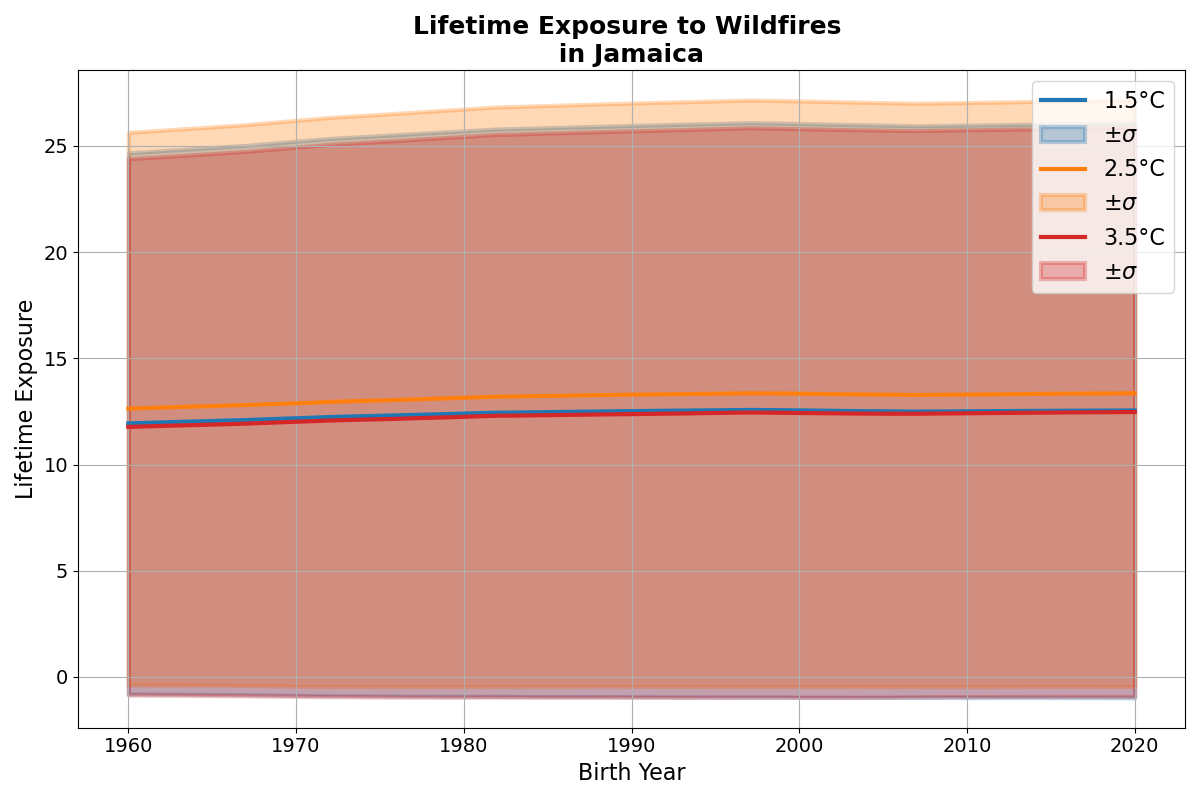 Lifetime Exposure to Wildfires
in Jamaica
1.5°C
±σ
2.5°C
±σ
3.5°C
±σ
Lifetime Exposure
25
20
15
10
5
0
1960
1970
1980
1990
2000
2010
2020
Birth Year